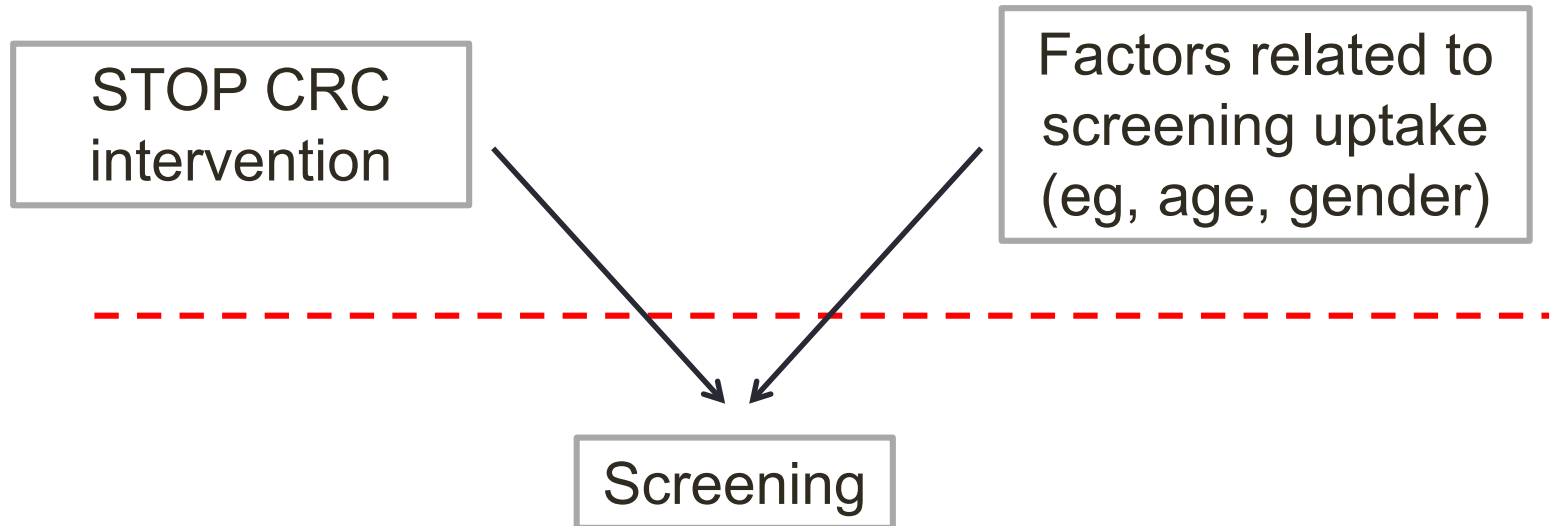 STOP CRC
intervention
Factors related to
screening uptake
(eg, age, gender)
Screening